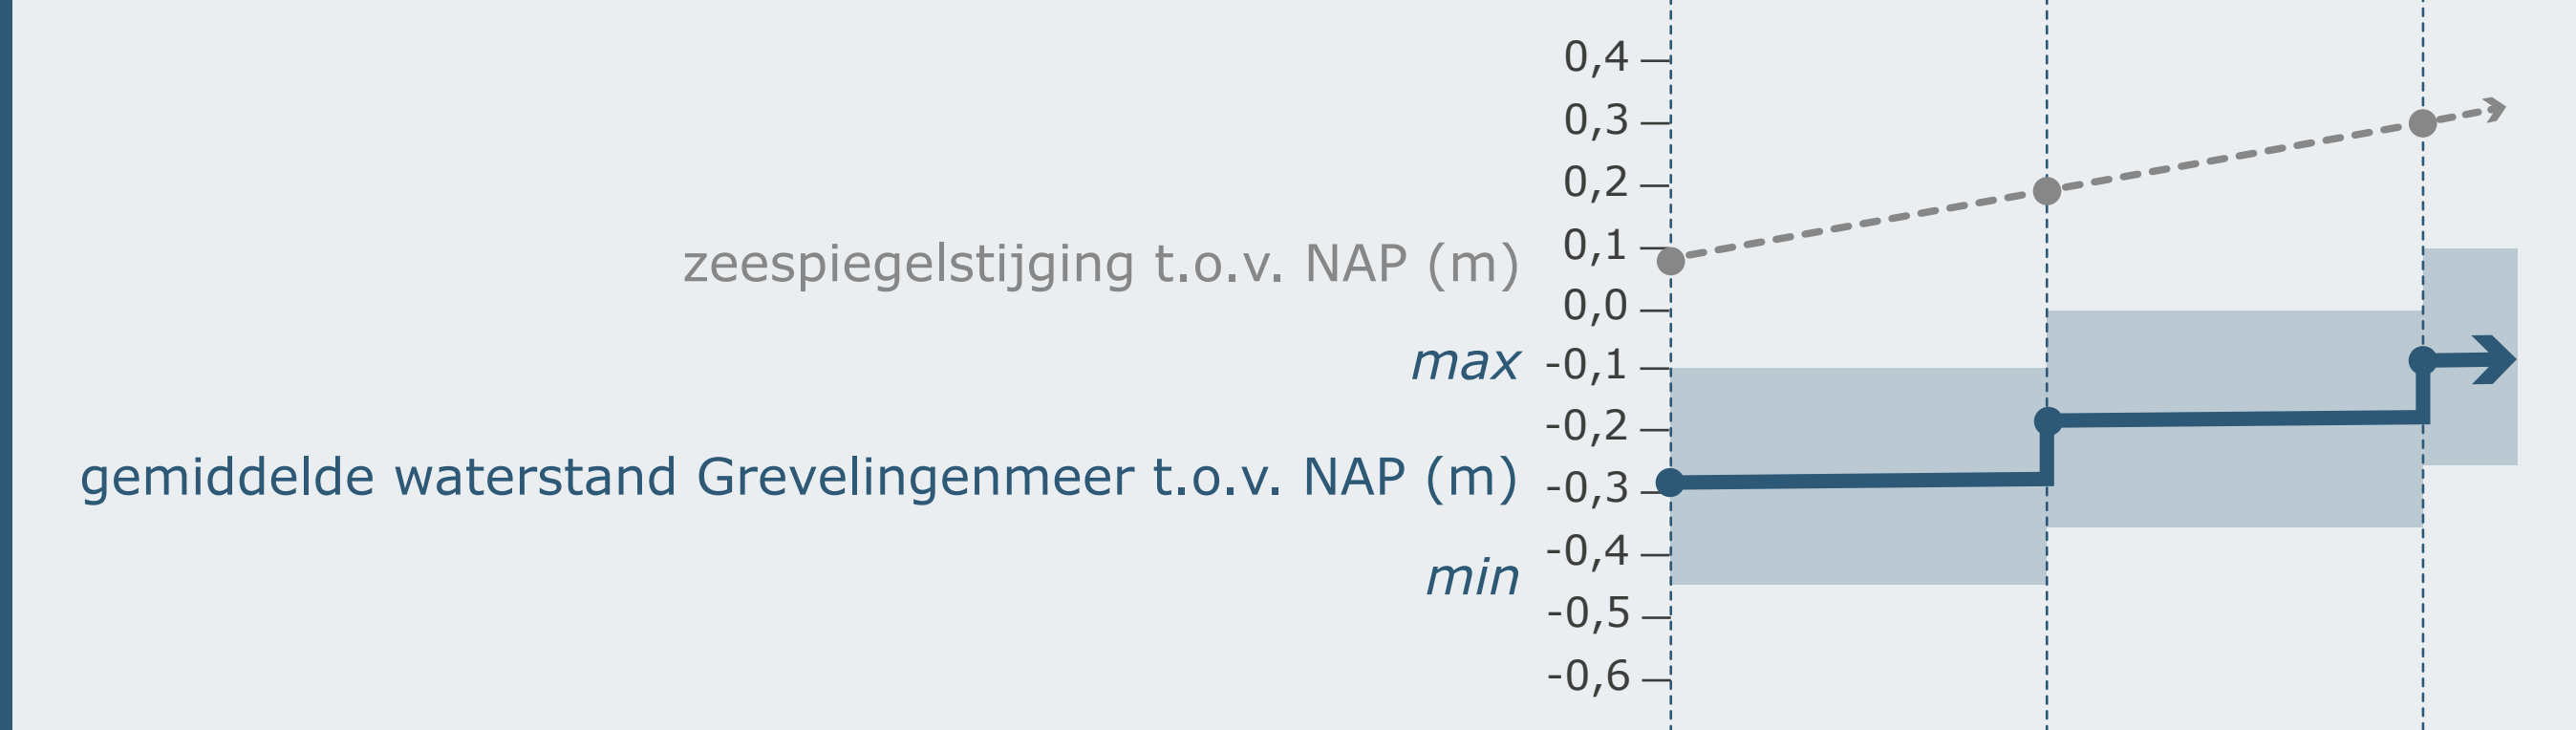 0,4
0,3
0,2
zeespiegelstijging t.o.v. NAP (m) 0,1
0,0
max -0,1
-0,2
gemiddelde waterstand Grevelingenmeer t.o.v. NAP (m) -0,3
-0,4
min
-0,5
-0,6